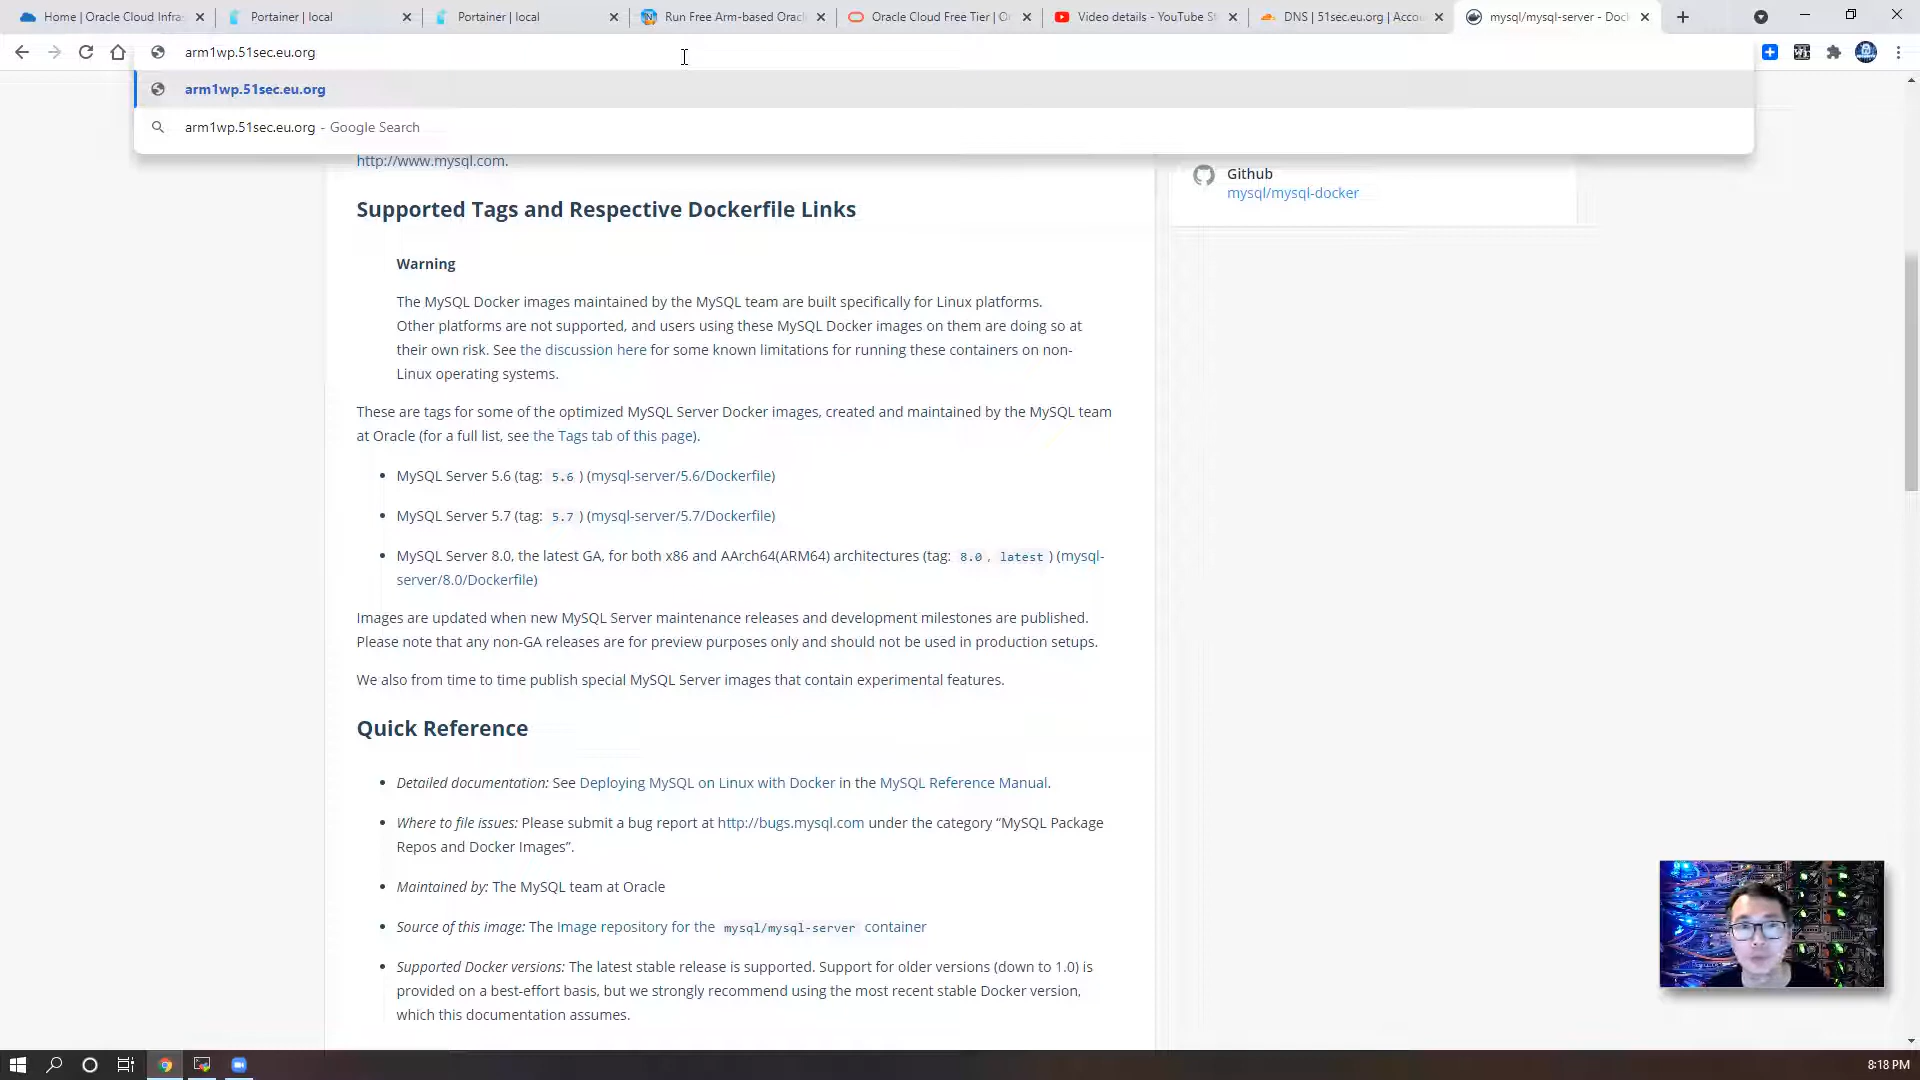 Home | Oracle Cloud Infras
Portainer | local
Portainer | local
Run Free Arm-based Oracl
Oracle Cloud Free Tier | O
Video details - YouTube St
DNS | 51sec.eu.org | Accou
mysql/mysql-server - Dock
arm1wp.51sec.eu.org
arm1wp.51sec.eu.org
arm1wp.51sec.eu.org - Google Search
http://www.mysql.com.
Github
mysql/mysql-docker
Supported Tags and Respective Dockerfile Links
Warning
The MySQL Docker images maintained by the MySQL team are built specifically for Linux platforms.
Other platforms are not supported, and users using these MySQL Docker images on them are doing so at
their own risk. See the discussion here for some known limitations for running these containers on non-
Linux operating systems.
These are tags for some of the optimized MySQL Server Docker images, created and maintained by the MySQL team
at Oracle (for a full list, see the Tags tab of this page).
• MySQL Server 5.6 (tag: 5.6 ) (mysql-server/5.6/Dockerfile)
• MySQL Server 5.7 (tag: 5.7 ) (mysql-server/5.7/Dockerfile)
• MySQL Server 8.0, the latest GA, for both x86 and AArch64(ARM64) architectures (tag: 8.0 , latest ) (mysql-
server/8.0/Dockerfile)
Images are updated when new MySQL Server maintenance releases and development milestones are published.
Please note that any non-GA releases are for preview purposes only and should not be used in production setups.
We also from time to time publish special MySQL Server images that contain experimental features.
Quick Reference
• Detailed documentation: See Deploying MySQL on Linux with Docker in the MySQL Reference Manual.
• Where to file issues: Please submit a bug report at http://bugs.mysql.com under the category “MySQL Package
Repos and Docker Images”.
• Maintained by: The MySQL team at Oracle
• Source of this image: The Image repository for the mysql/mysql-server container
• Supported Docker versions: The latest stable release is supported. Support for older versions (down to 1.0) is
provided on a best-effort basis, but we strongly recommend using the most recent stable Docker version,
which this documentation assumes.
8:18 PM